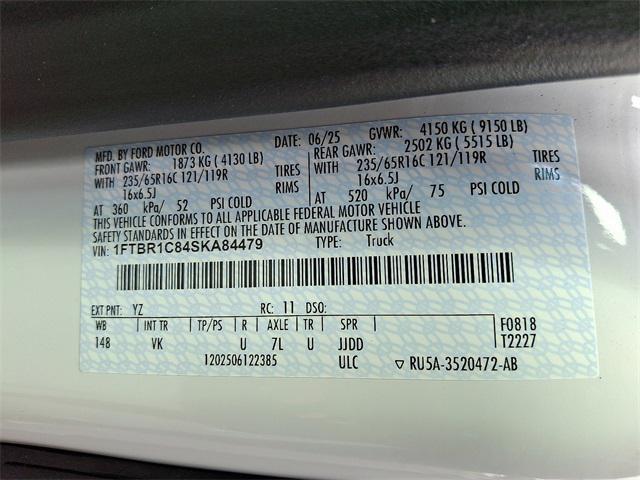 MFD. BY FORD MOTOR CO. DATE: 06/25 GVWR: 4150 KG ( 9150 LB)
FRONT GAWR: 1873 KG ( 4130 LB) REAR GAWR: 2502 KG ( 5515 LB)
WITH 235/65R16C 121/119R TIRES WITH 235/65R16C 121/119R TIRES
16x6.5J RIMS 16x6.5J RIMS
AT 360 kPa/ 52 PSI COLD AT 520 kPa/ 75 PSI COLD
THIS VEHICLE CONFORMS TO ALL APPLICABLE FEDERAL MOTOR VEHICLE
SAFETY STANDARDS IN EFFECT ON THE DATE OF MANUFACTURE SHOWN ABOVE.
VIN: 1FTBR1C84SKA84479 TYPE: Truck
EXT PNT: YZ RC: 11 DSO:
WB INT TR TP/PS R AXLE TR SPR F0818
148 VK U 7L U JJDD T2227
1202506122385 ULC ▽ RU5A-3520472-AB